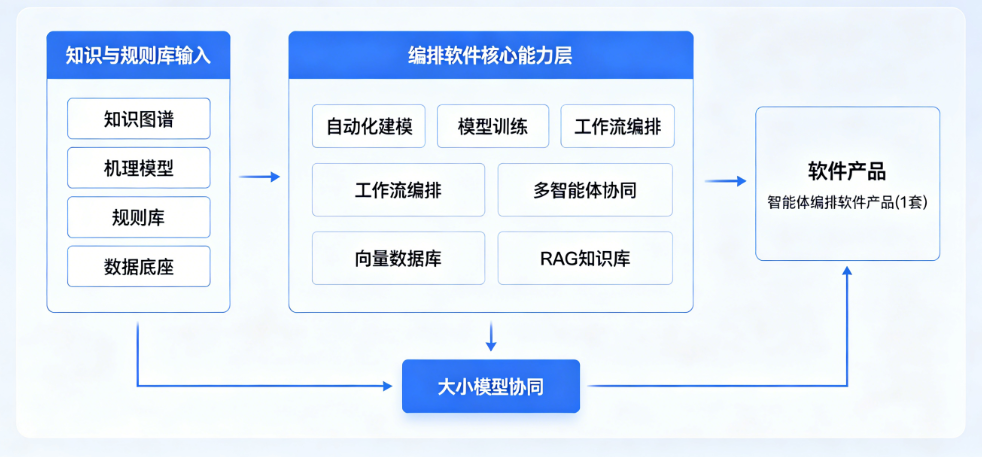 知识与规则库输入
知识图谱
机理模型
规则库
数据底座
编排软件核心能力层
自动化建模
模型训练
工作流编排
工作流编排
多智能体协同
向量数据库
RAG知识库
软件产品
智能体编排软件产品(1套)
大小模型协同